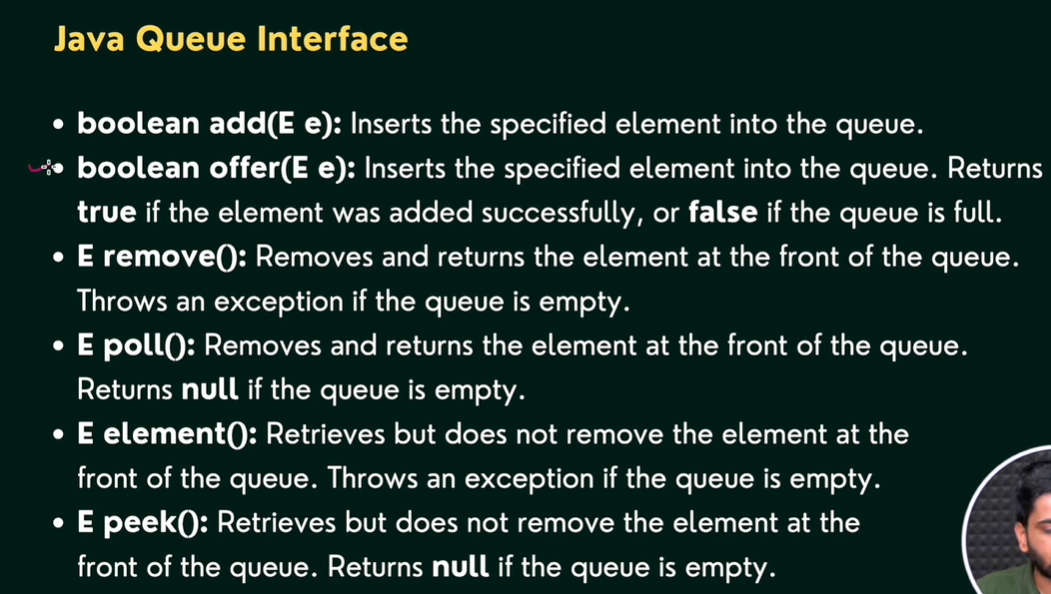 Java Queue Interface
• boolean add(E e): Inserts the specified element into the queue.
• boolean offer(E e): Inserts the specified element into the queue. Returns
true if the element was added successfully, or false if the queue is full.
• E remove(): Removes and returns the element at the front of the queue.
Throws an exception if the queue is empty.
• E poll(): Removes and returns the element at the front of the queue.
Returns null if the queue is empty.
• E element(): Retrieves but does not remove the element at the
front of the queue. Throws an exception if the queue is empty.
• E peek(): Retrieves but does not remove the element at the
front of the queue. Returns null if the queue is empty.